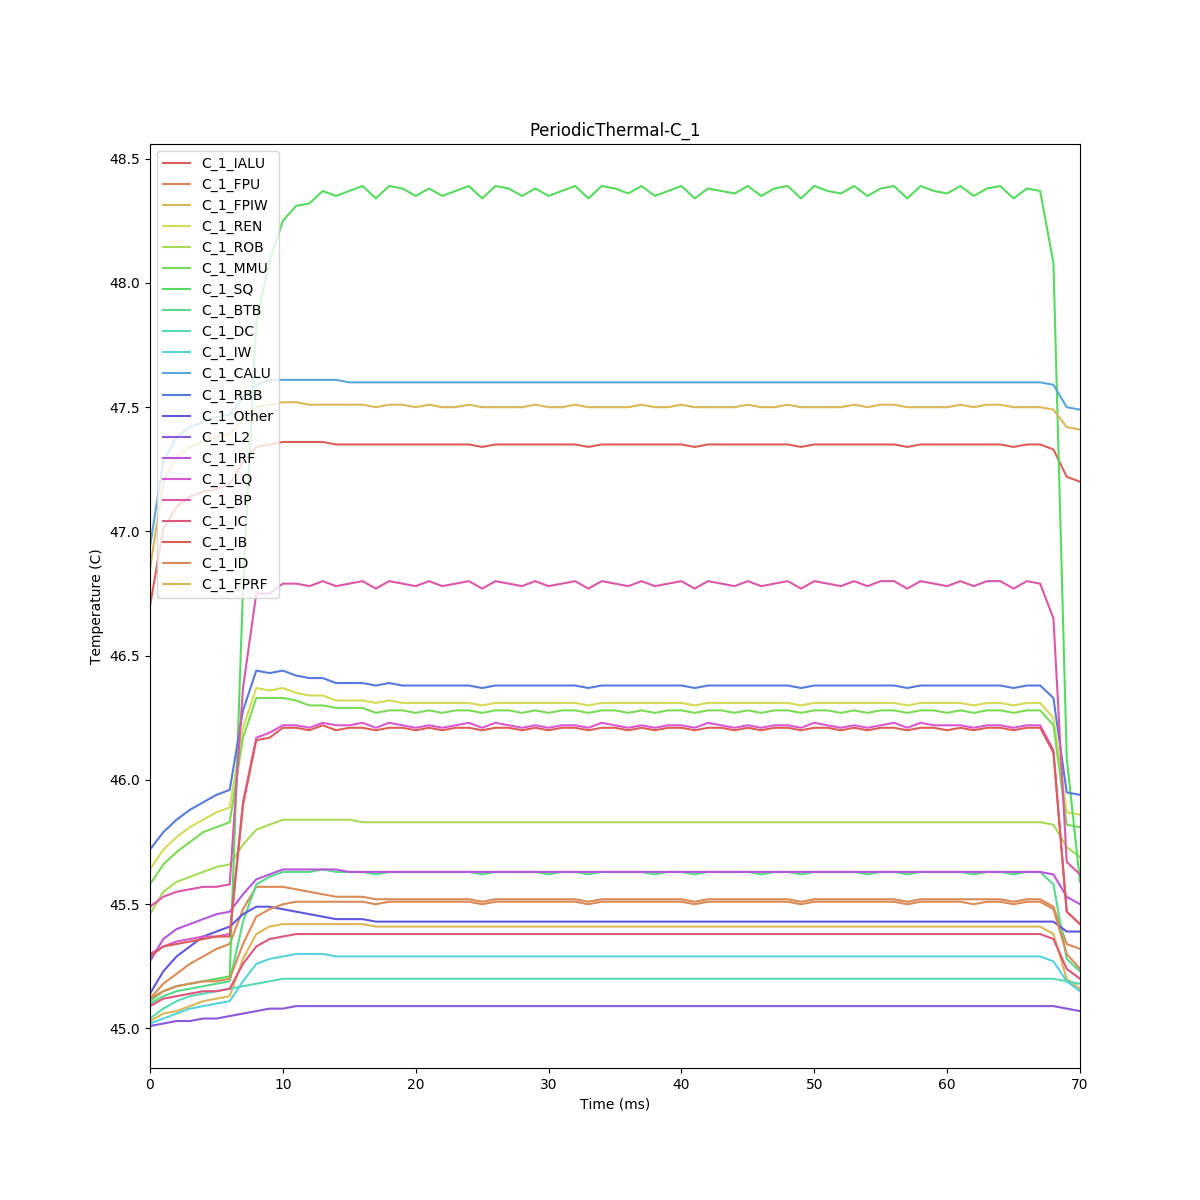 PeriodicThermal-C_1
48.5
48.0
47.5
47.0
46.5
46.0
45.5
45.0
Temperature (C)
C_1_IALU
C_1_FPU
C_1_FPIW
C_1_REN
C_1_ROB
C_1_MMU
C_1_SQ
C_1_BTB
C_1_DC
C_1_IW
C_1_CALU
C_1_RBB
C_1_Other
C_1_L2
C_1_IRF
C_1_LQ
C_1_BP
C_1_IC
C_1_IB
C_1_ID
C_1_FPRF
0 10 20 30 40 50 60 70
Time (ms)